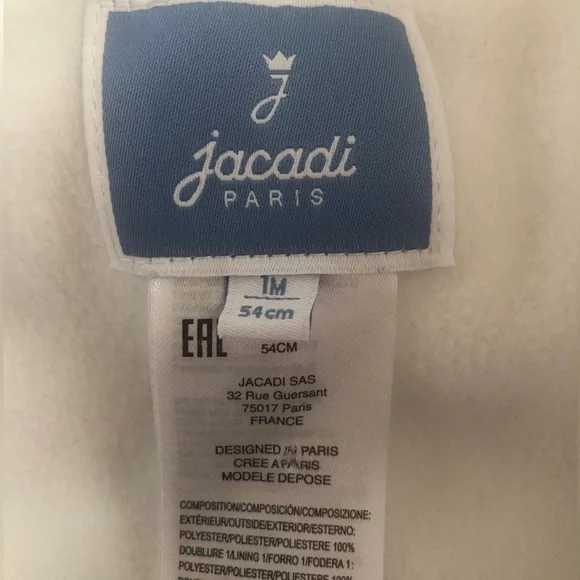 J
jacadi
PARIS
1M
54cm
EAC
54CM
JACADI SAS
32 Rue Guersant
75017 Paris
FRANCE
DESIGNED IN PARIS
CREE A PARIS
MODELE DEPOSE
COMPOSITION/COMPOSICIÓN/COMPOSIZIONE:
EXTÉRIEUR/OUTSIDE/EXTERIOR/ESTERNO:
POLYESTER/POLIESTER/POLIESTERE 100%
DOUBLURE 1/LINING 1/FORRO 1/FODERA 1:
POLYESTER/POLIESTER/POLIESTERE 100%